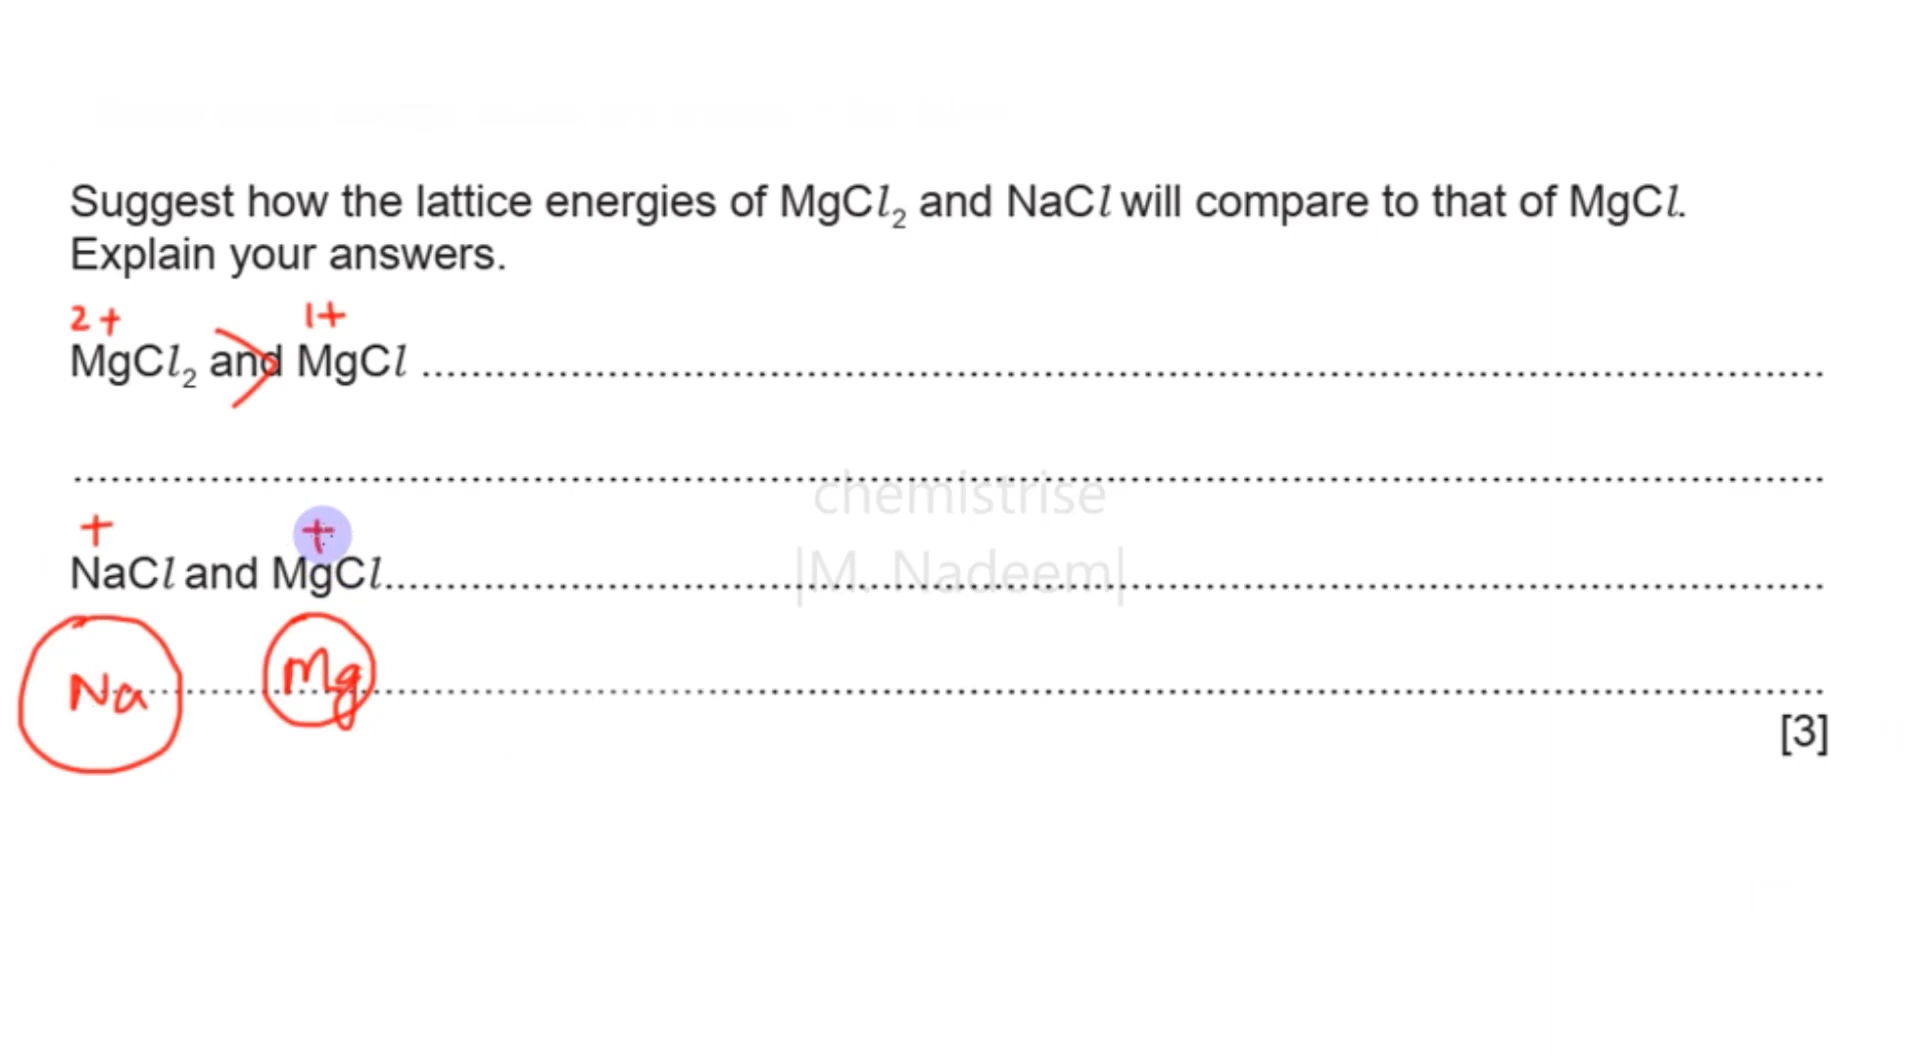 Suggest how the lattice energies of MgCl₂ and NaCl will compare to that of MgCl.
Explain your answers.
2+ 1+
MgCl₂ and > MgCl ........................................................................................................
........................................................................................................
chemistrise
+ +
NaCl and MgCl........................................................................................................
|M. Nadeem|
Na Mg
[3]